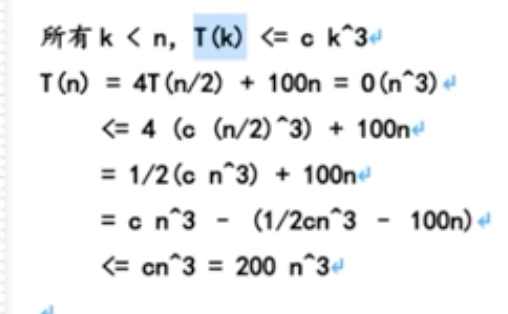 所有 k < n, T(k) <= c k^3
T(n) = 4T(n/2) + 100n = O(n^3)
<= 4 (c (n/2)^3) + 100n
= 1/2(c n^3) + 100n
= c n^3 - (1/2cn^3 - 100n)
<= cn^3 = 200 n^3